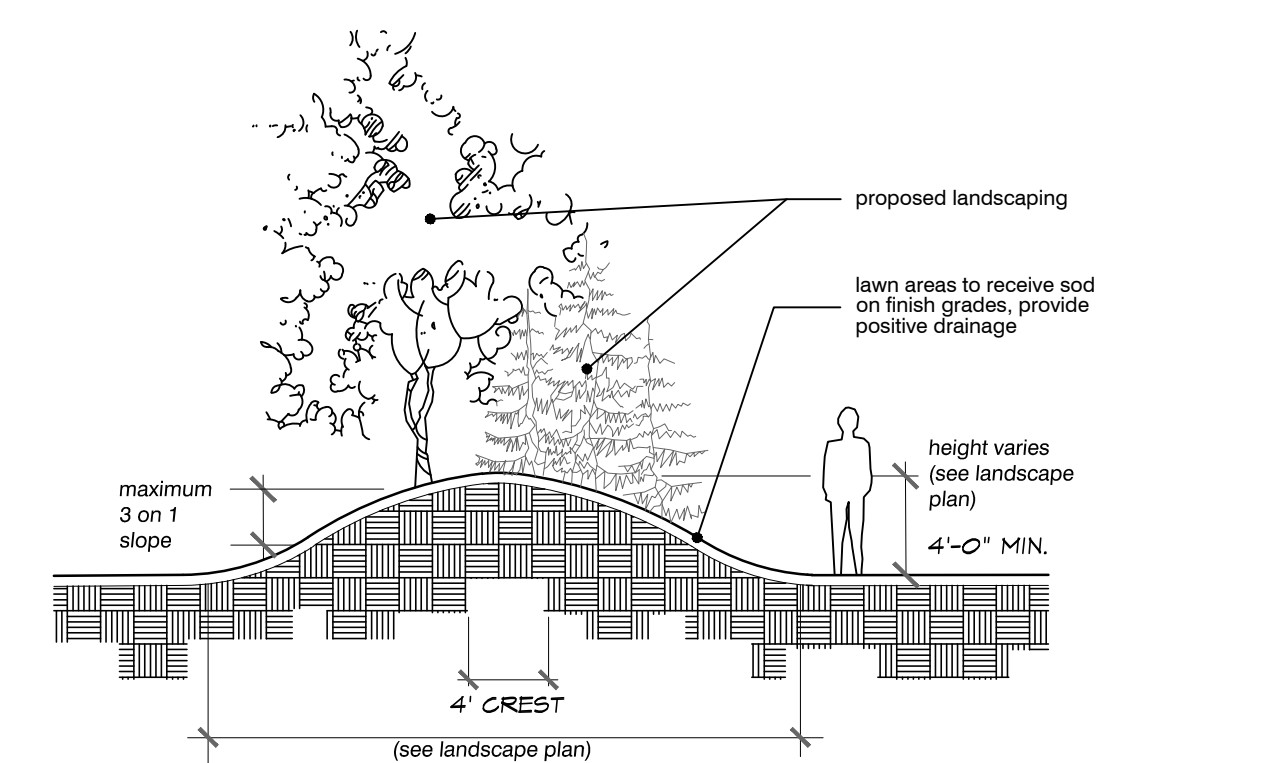 proposed landscaping
lawn areas to receive sod
on finish grades, provide
positive drainage
height varies
(see landscape
plan)
4'-0" MIN.
maximum
3 on 1
slope
4' CREST
(see landscape plan)